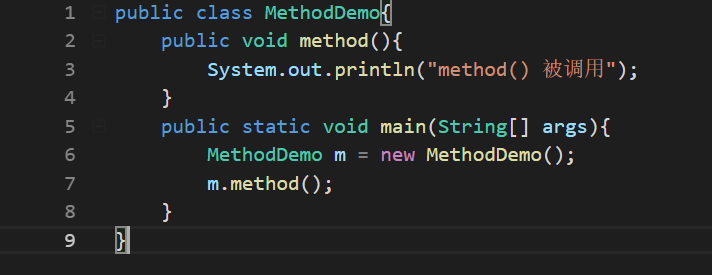 1 public class MethodDemo{
2 public void method(){
3 System.out.println("method() 被调用");
4 }
5 public static void main(String[] args){
6 MethodDemo m = new MethodDemo();
7 m.method();
8 }
9 }